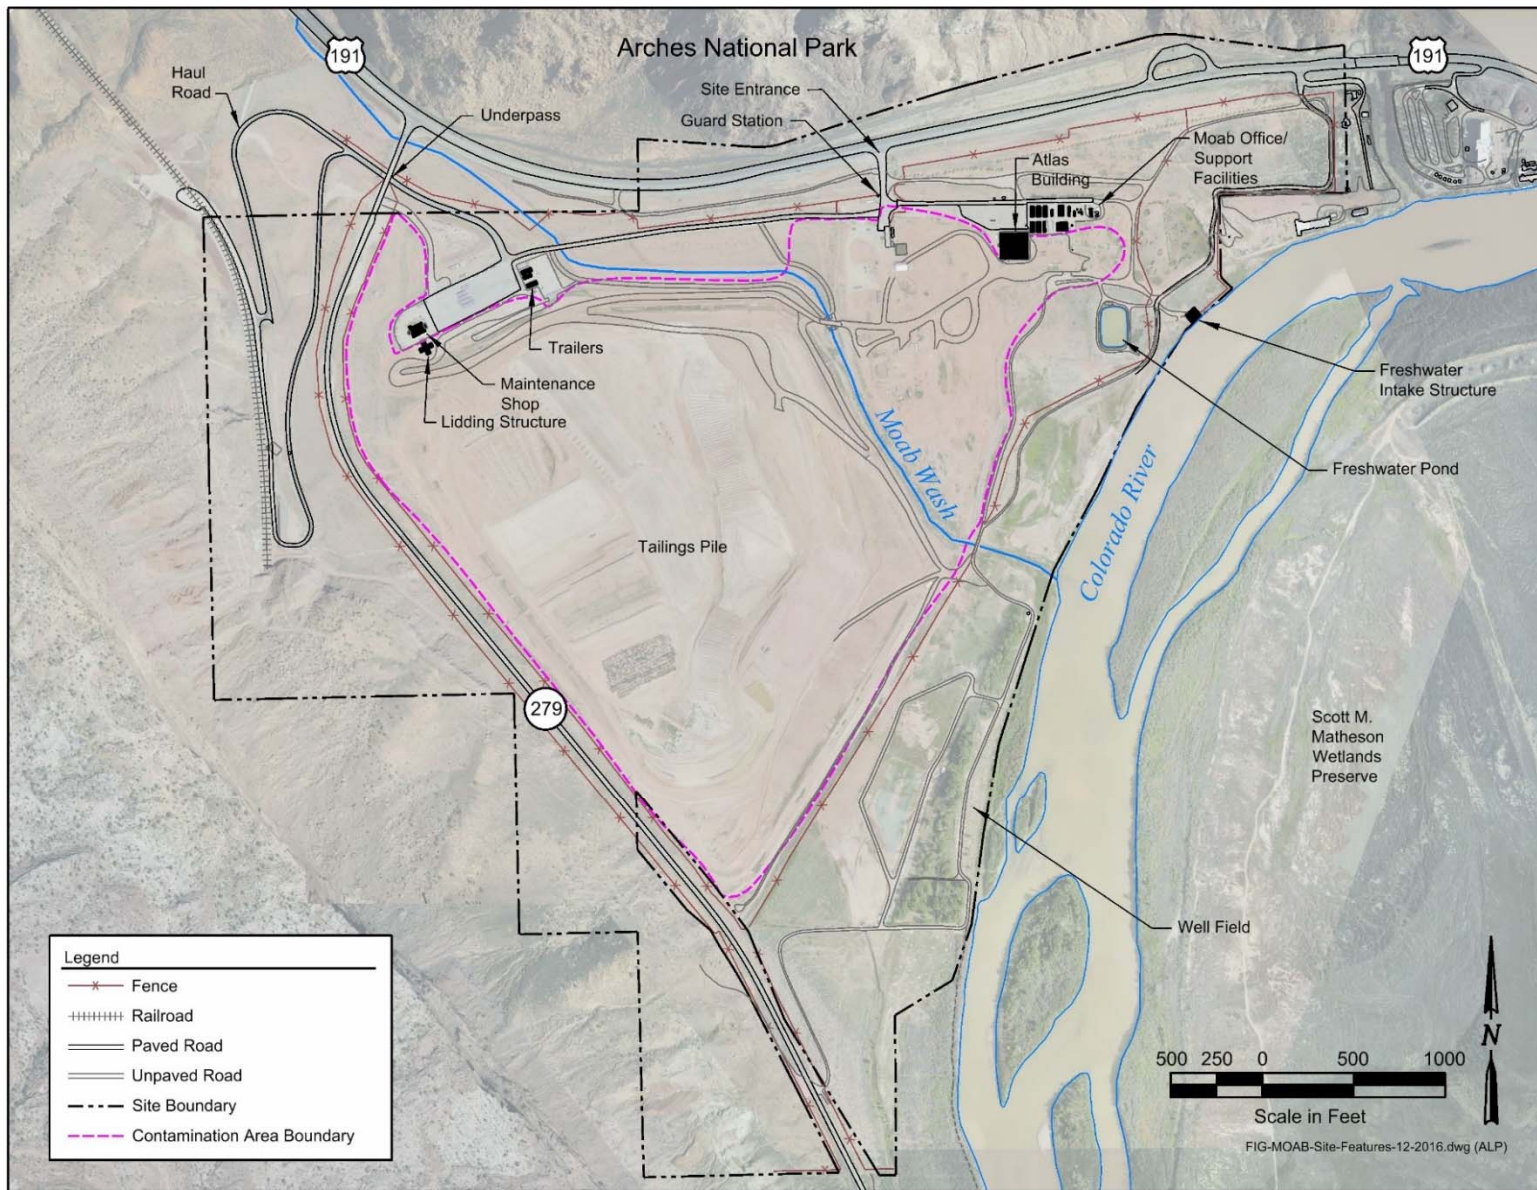 Arches National Park
191
191
Haul
Road
Underpass
Site Entrance
Guard Station
Atlas
Building
Moab Office/
Support
Facilities
Trailers
Maintenance
Shop
Lidding Structure
Freshwater
Intake Structure
Freshwater Pond
Moab Wash
Colorado River
Tailings Pile
279
Scott M.
Matheson
Wetlands
Preserve
Well Field
Legend
Fence
Railroad
Paved Road
Unpaved Road
Site Boundary
Contamination Area Boundary
N
500 250 0 500 1000
Scale in Feet
FIG-MOAB-Site-Features-12-2016.dwg (ALP)